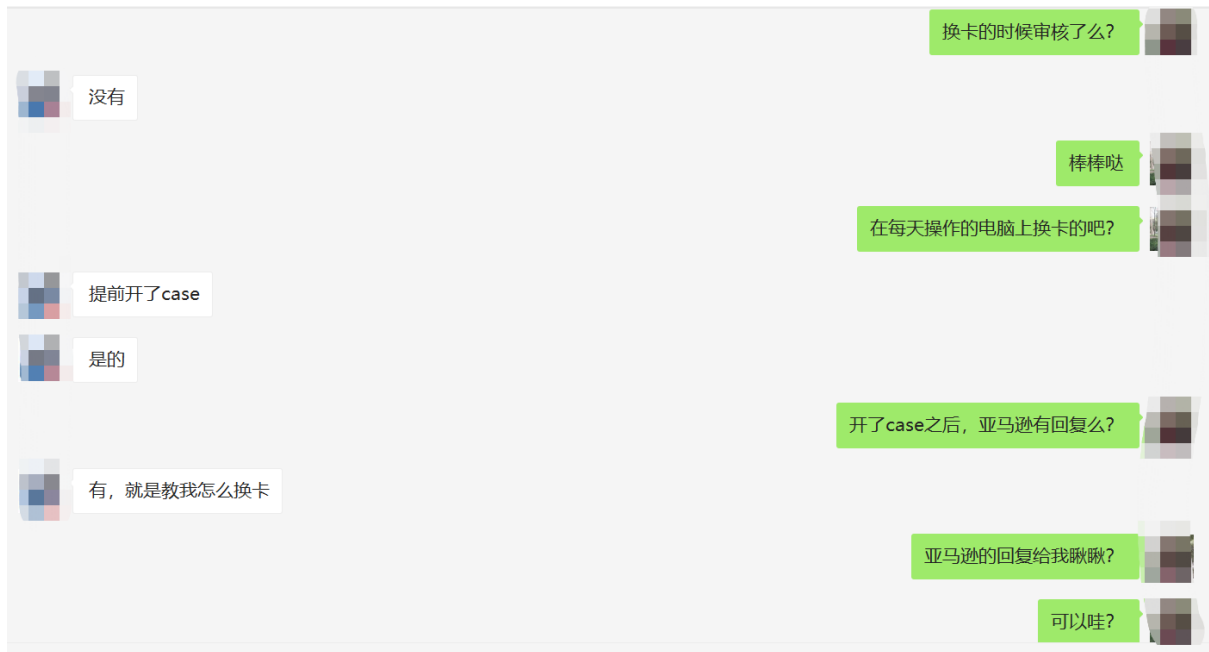 换卡的时候审核了么？
没有
棒棒哒
在每天操作的电脑上换卡的吧？
提前开了case
是的
开了case之后，亚马逊有回复么？
有，就是教我怎么换卡
亚马逊的回复给我瞅瞅？
可以哇？